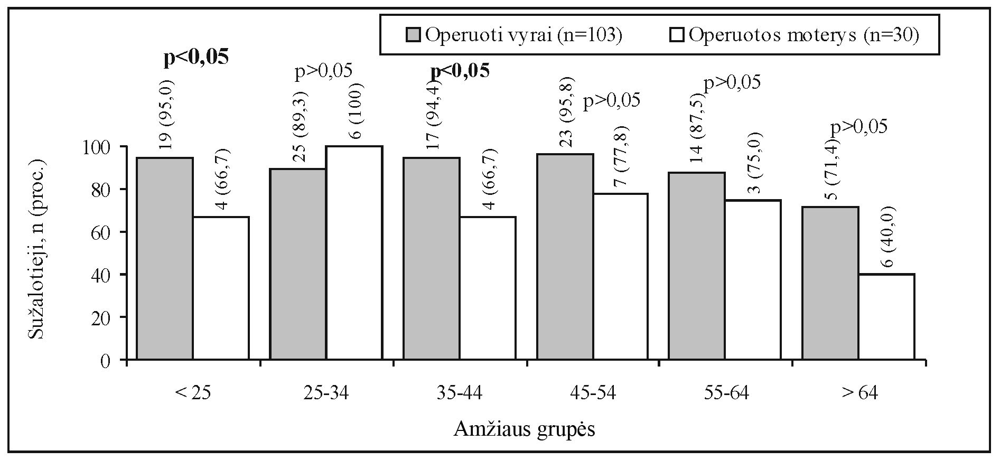 Operuoti vyrai (n=103)
Operuotos moterys (n=30)
p<0,05
p>0,05
p<0,05
p>0,05
p>0,05
p>0,05
19 (95,0)
4 (66,7)
25 (89,3)
6 (100)
17 (94,4)
4 (66,7)
23 (95,8)
7 (77,8)
14 (87,5)
3 (75,0)
5 (71,4)
6 (40,0)
Sužalotieji, n (proc.)
100
80
60
40
20
0
< 25
25-34
35-44
45-54
55-64
> 64
Amžiaus grupės